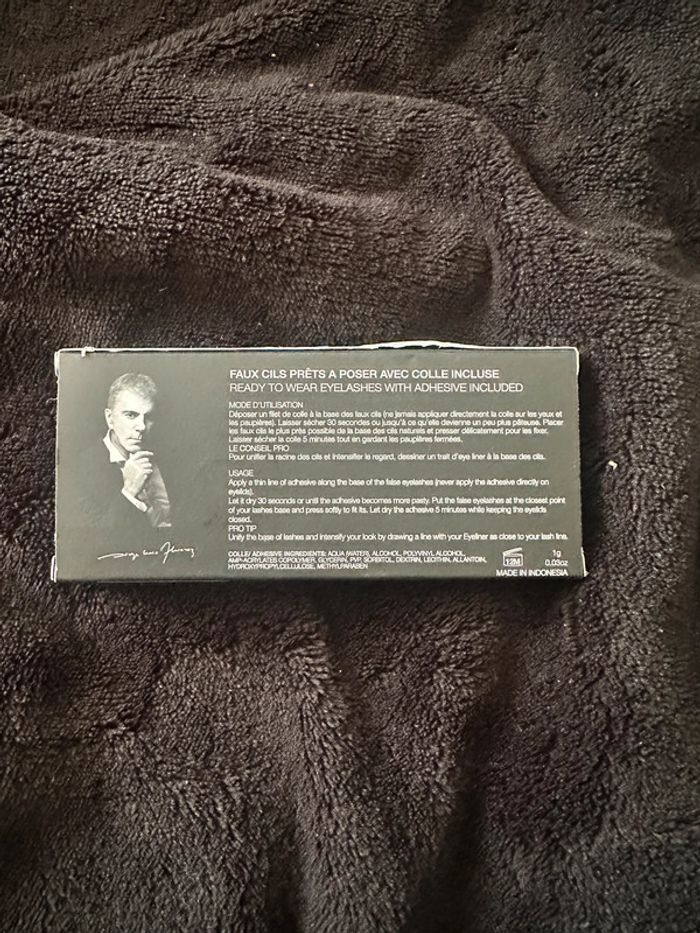 FAUX CILS PRÊTS A POSER AVEC COLLE INCLUSE
READY TO WEAR EYELASHES WITH ADHESIVE INCLUDED
MODE D'UTILISATION
Déposer un filet de colle à la base des faux cils (ne jamais appliquer directement la colle sur les yeux et
les paupières). Laisser sécher 30 secondes ou jusqu'à ce qu'elle devienne un peu plus pâteuse. Placer
les faux cils le plus près possible de la base des cils naturels et presser délicatement pour les fixer.
Laisser sécher la colle 5 minutes tout en gardant les paupières fermées.
LE CONSEIL PRO
Pour unifier la racine des cils et intensifier le regard, dessiner un trait d'eye liner à la base des cils.
USAGE
Apply a thin line of adhesive along the base of the false eyelashes (never apply the adhesive directly on
eyelids).
Let it dry 30 seconds or until the adhesive becomes more pasty. Put the false eyelashes at the closest point
of your lashes base and press softly to fit its. Let dry the adhesive 5 minutes while keeping the eyelids
closed.
PRO TIP
Unify the base of lashes and intensify your look by drawing a line with your Eyeliner as close to your lash line.
COLLE/ ADHESIVE INGREDIENTS: AQUA (WATER), ALCOHOL, POLYVINYL ALCOHOL
AMP-ACRYLATES COPOLYMER, GLYCERIN, PVP, SORBITOL, DEXTRIN, LECITHIN, ALLANTOIN,
HYDROXYPROPYLCELLULOSE, METHYLPARABEN
12M
1g
0.03oz
MADE IN INDONESIA